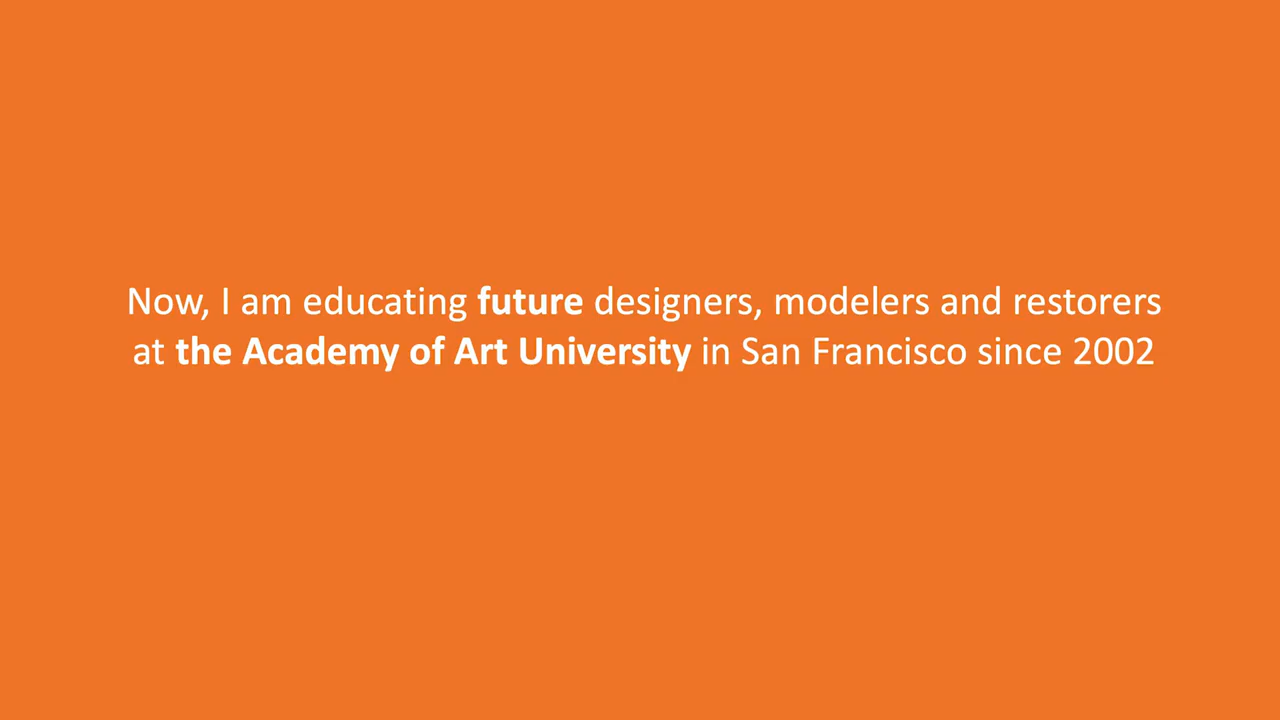 Now, I am educating future designers, modelers and restorers
at the Academy of Art University in San Francisco since 2002